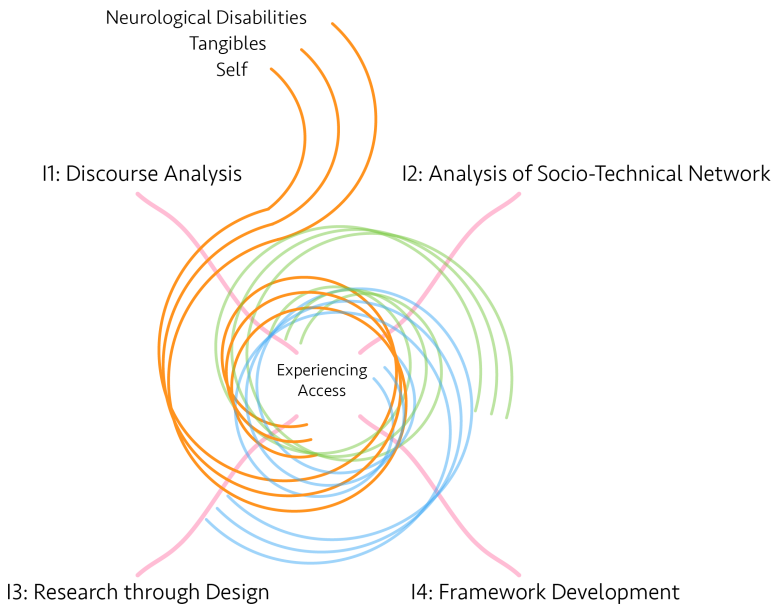 Neurological Disabilities
Tangibles
Self
I1: Discourse Analysis
I2: Analysis of Socio-Technical Network
Experiencing
Access
I3: Research through Design
I4: Framework Development